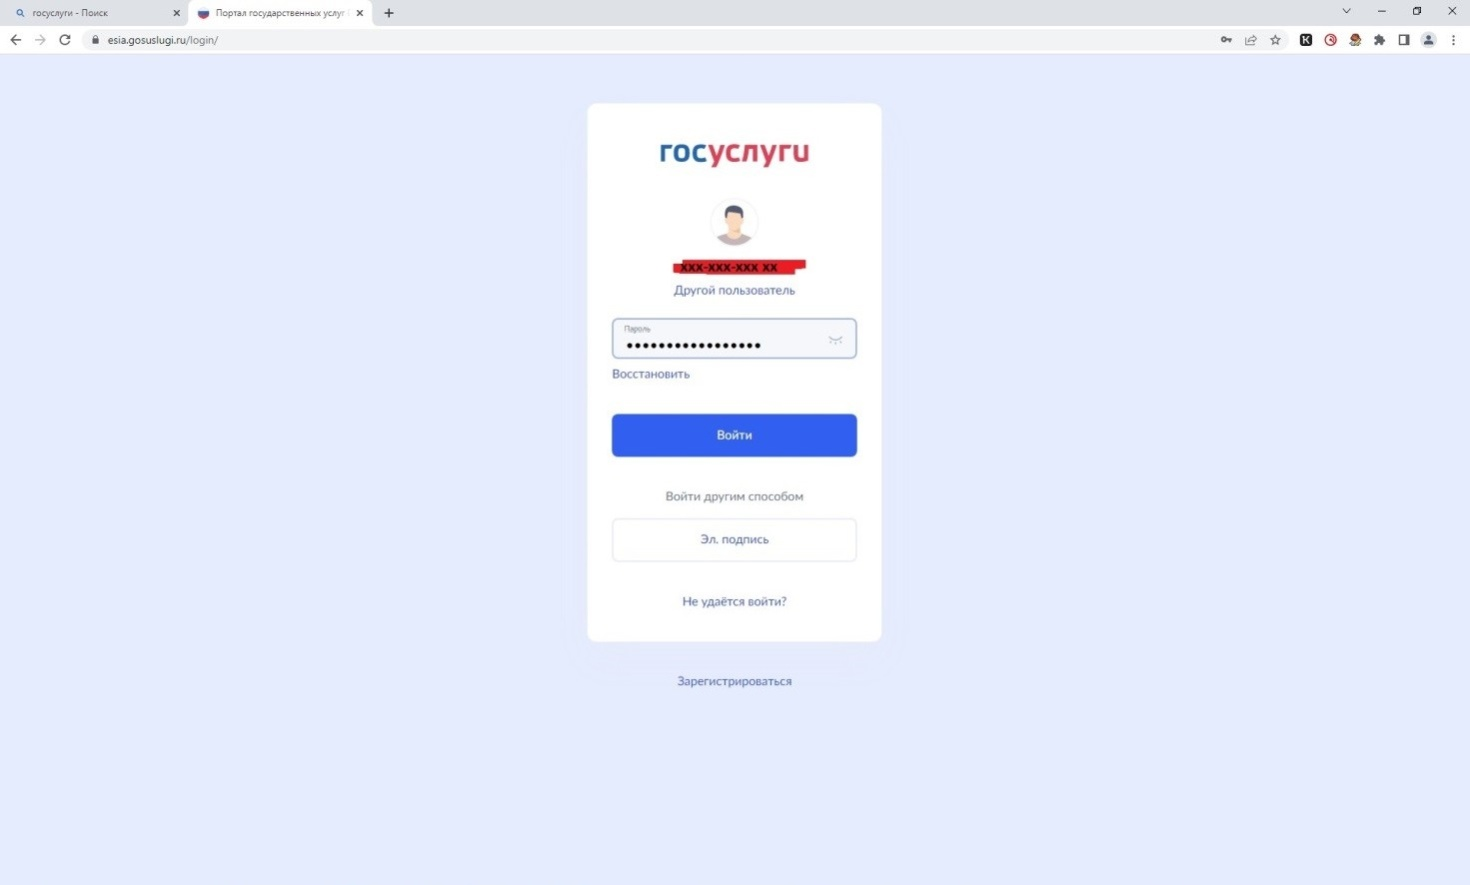 госуслуги - Поиск
Портал государственных услуг
esia.gosuslugi.ru/login/
госуслуги
XXX-XXX-XXX XX
Другой пользователь
Пароль
Восстановить
Войти
Войти другим способом
Эл. подпись
Не удаётся войти?
Зарегистрироваться